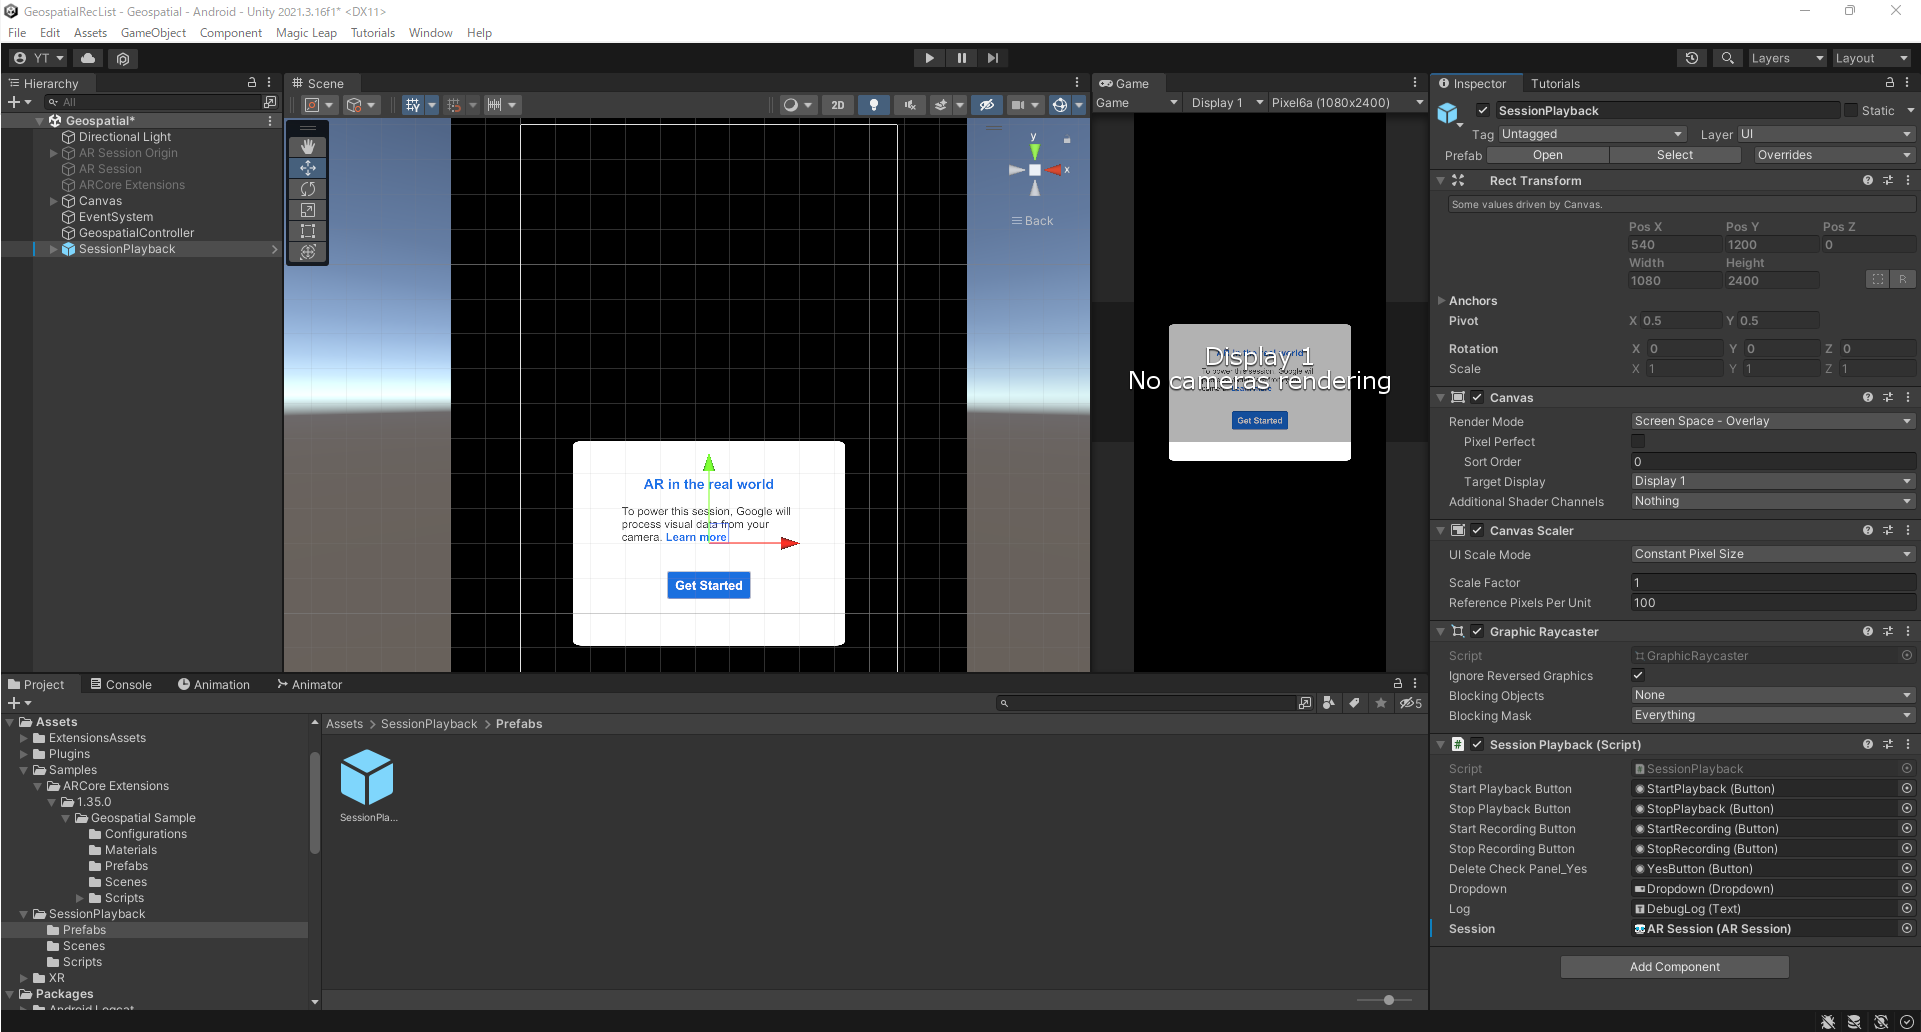 GeospatialRecList - Geospatial - Android - Unity 2021.3.16f1* <DX11>
File Edit Assets GameObject Component Magic Leap Tutorials Window Help
YT
Layers
Layout
Hierarchy
All
Geospatial*
Directional Light
AR Session Origin
AR Session
ARCore Extensions
Canvas
EventSystem
GeospatialController
SessionPlayback
Scene
2D
y
x
Back
AR in the real world
To power this session, Google will
process visual data from your
camera. Learn more
Get Started
Game
Game Display 1 Pixel6a (1080x2400)
Display 1
No cameras rendering
Get Started
Inspector Tutorials
SessionPlayback Static
Tag Untagged Layer UI
Prefab Open Select Overrides
Rect Transform
Some values driven by Canvas.
Pos X Pos Y Pos Z
540 1200 0
Width Height
1080 2400
R
Anchors
Pivot X 0.5 Y 0.5
Rotation X 0 Y 0 Z 0
Scale X 1 Y 1 Z 1
Canvas
Render Mode Screen Space - Overlay
Pixel Perfect
Sort Order 0
Target Display Display 1
Additional Shader Channels Nothing
Canvas Scaler
UI Scale Mode Constant Pixel Size
Scale Factor 1
Reference Pixels Per Unit 100
Graphic Raycaster
Script GraphicRaycaster
Ignore Reversed Graphics
Blocking Objects None
Blocking Mask Everything
Session Playback (Script)
Script SessionPlayback
Start Playback Button StartPlayback (Button)
Stop Playback Button StopPlayback (Button)
Start Recording Button StartRecording (Button)
Stop Recording Button StopRecording (Button)
Delete Check Panel_Yes YesButton (Button)
Dropdown Dropdown (Dropdown)
Log DebugLog (Text)
Session AR Session (AR Session)
Add Component
Project Console Animation Animator
5
Assets
ExtensionsAssets
Plugins
Samples
ARCore Extensions
1.35.0
Geospatial Sample
Configurations
Materials
Prefabs
Scenes
Scripts
SessionPlayback
Prefabs
Scenes
Scripts
XR
Packages
Android Logcat
Assets > SessionPlayback > Prefabs
SessionPla...